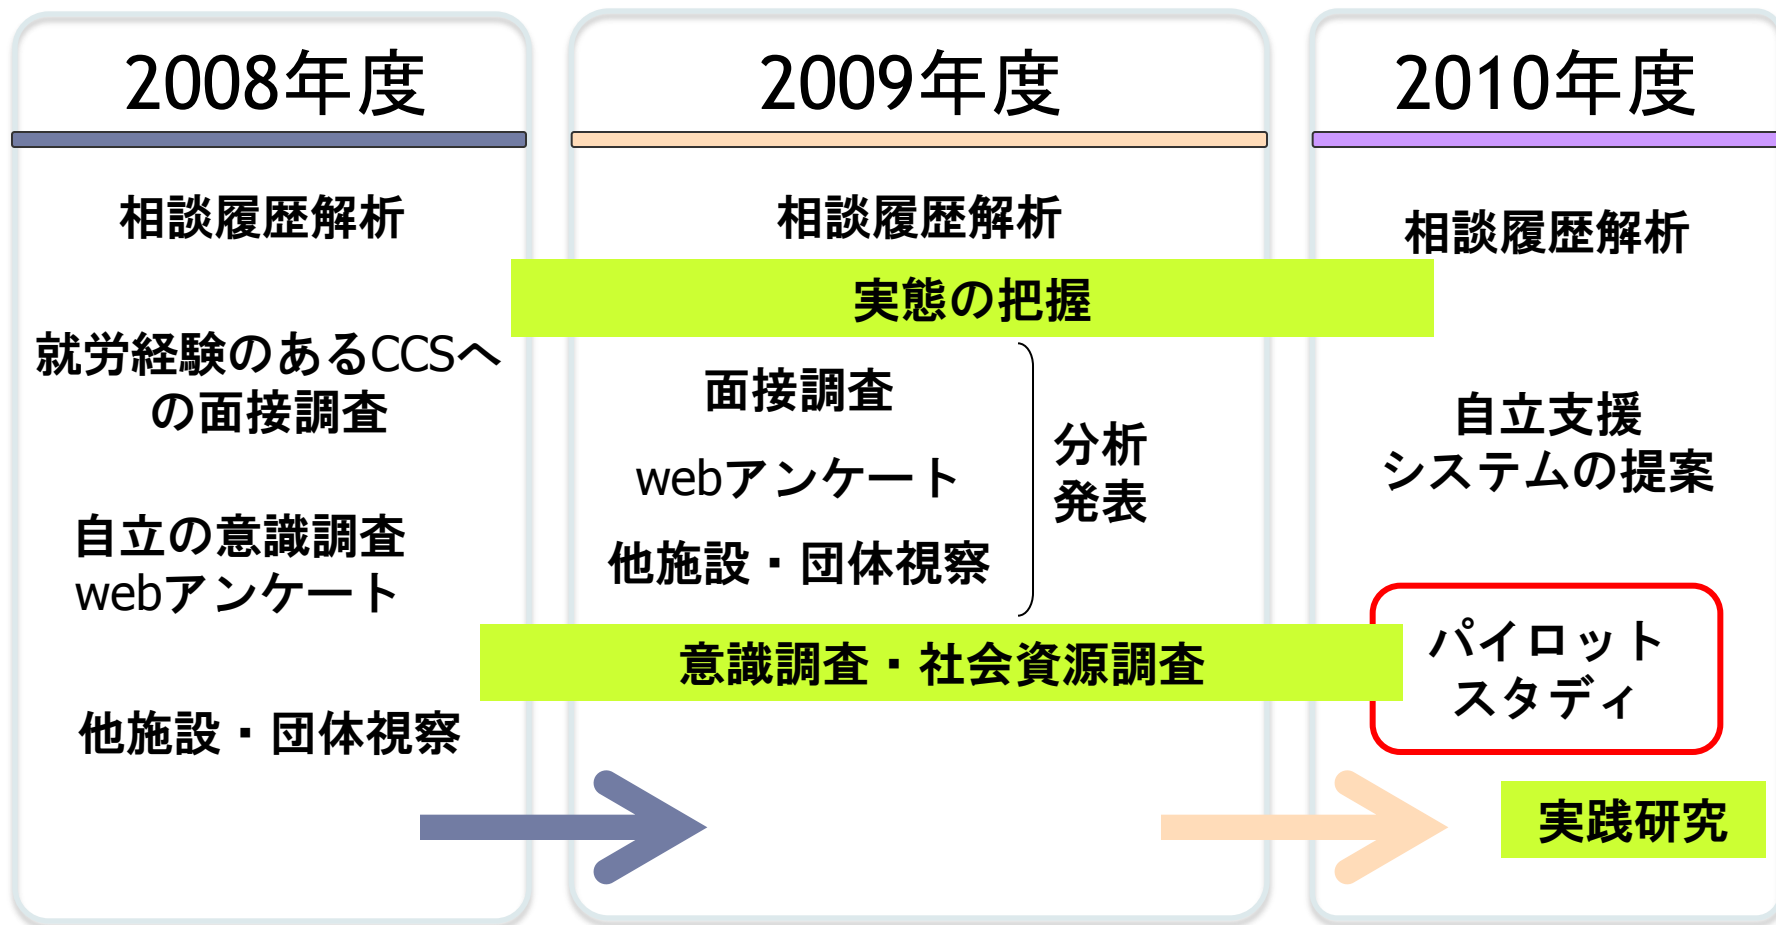 2008年度
相談履歴解析
就労経験のあるCCSへ
の面接調査
自立の意識調査
webアンケート
他施設・団体視察
2009年度
相談履歴解析
実態の把握
面接調査
webアンケート
他施設・団体視察
分析
発表
意識調査・社会資源調査
2010年度
相談履歴解析
自立支援
システムの提案
パイロット
スタディ
実践研究